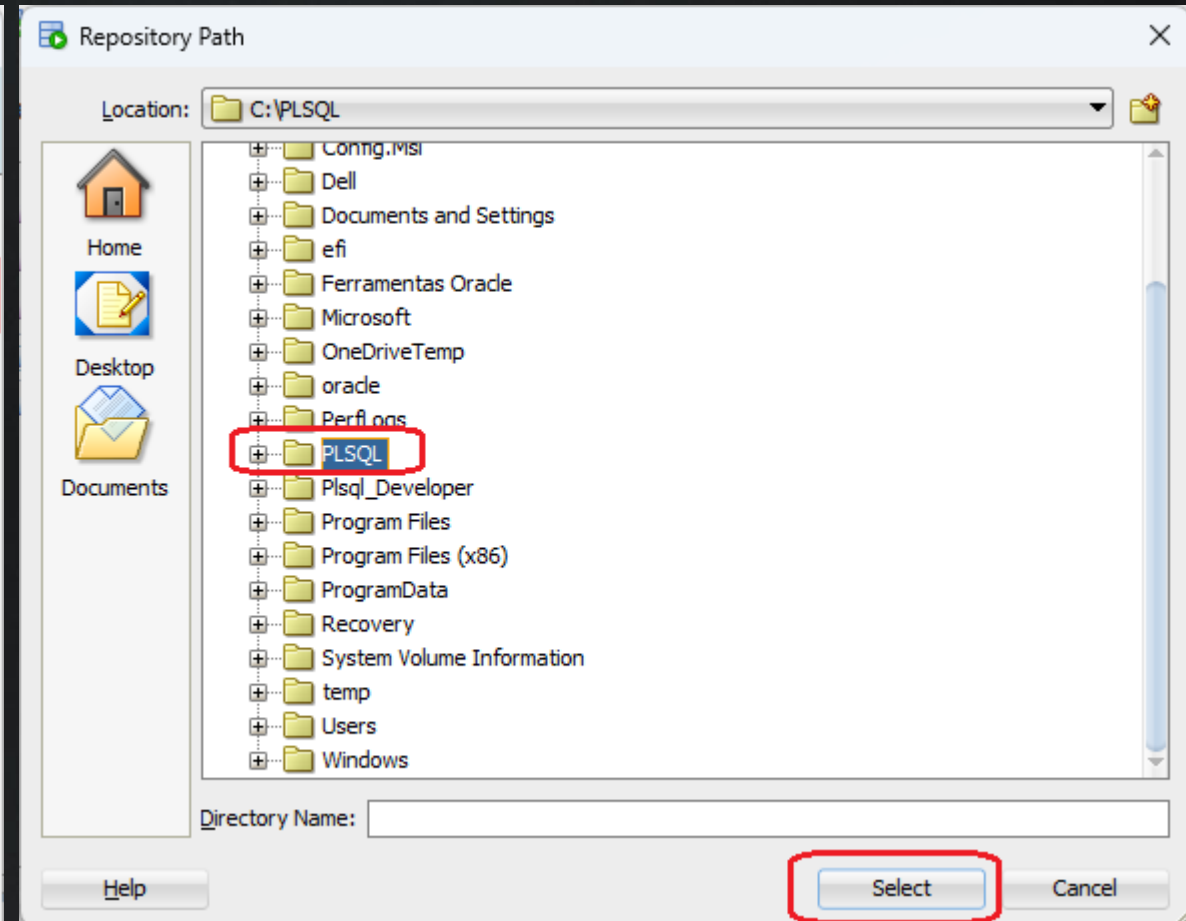 Repository Path
Location: C:\PLSQL
Config.Msi
Dell
Documents and Settings
efi
Ferramentas Oracle
Microsoft
OneDriveTemp
oracle
PerfLogs
PLSQL
Plsql_Developer
Program Files
Program Files (x86)
ProgramData
Recovery
System Volume Information
temp
Users
Windows
Home
Desktop
Documents
Directory Name:
Help Select Cancel